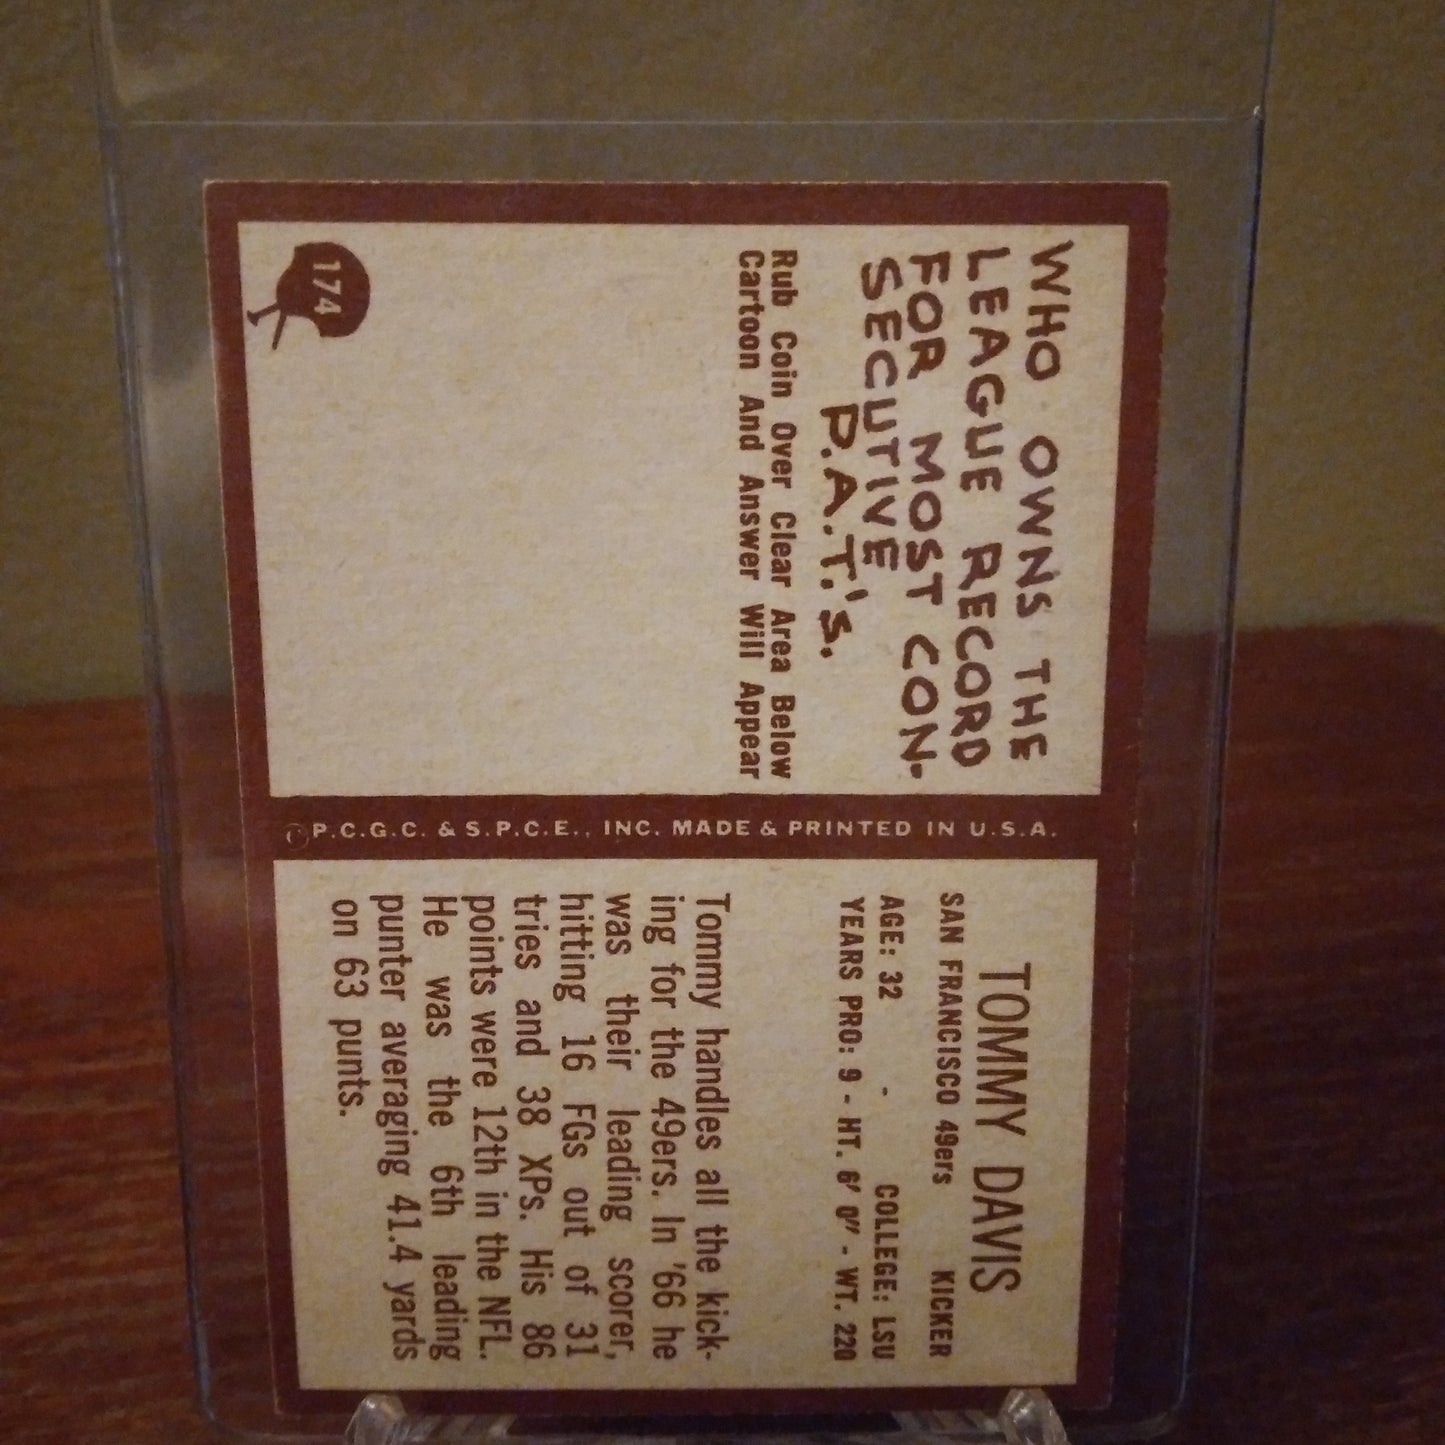 WHO OWNS THE
LEAGUE RECORD
FOR MOST CON-
SECUTIVE
P.A.T.'s.
Rub Coin Over Clear Area Below
Cartoon And Answer Will Appear
174
©P.C.G.C. & S.P.C.E., INC. MADE & PRINTED IN U.S.A.
TOMMY DAVIS
SAN FRANCISCO 49ers KICKER
AGE: 32 - COLLEGE: LSU
YEARS PRO: 9 - HT. 6' 0" - WT. 220
Tommy handles all the kick-
ing for the 49ers. In '66 he
was their leading scorer,
hitting 16 FGs out of 31
tries and 38 XPs. His 86
points were 12th in the NFL.
He was the 6th leading
punter averaging 41.4 yards
on 63 punts.